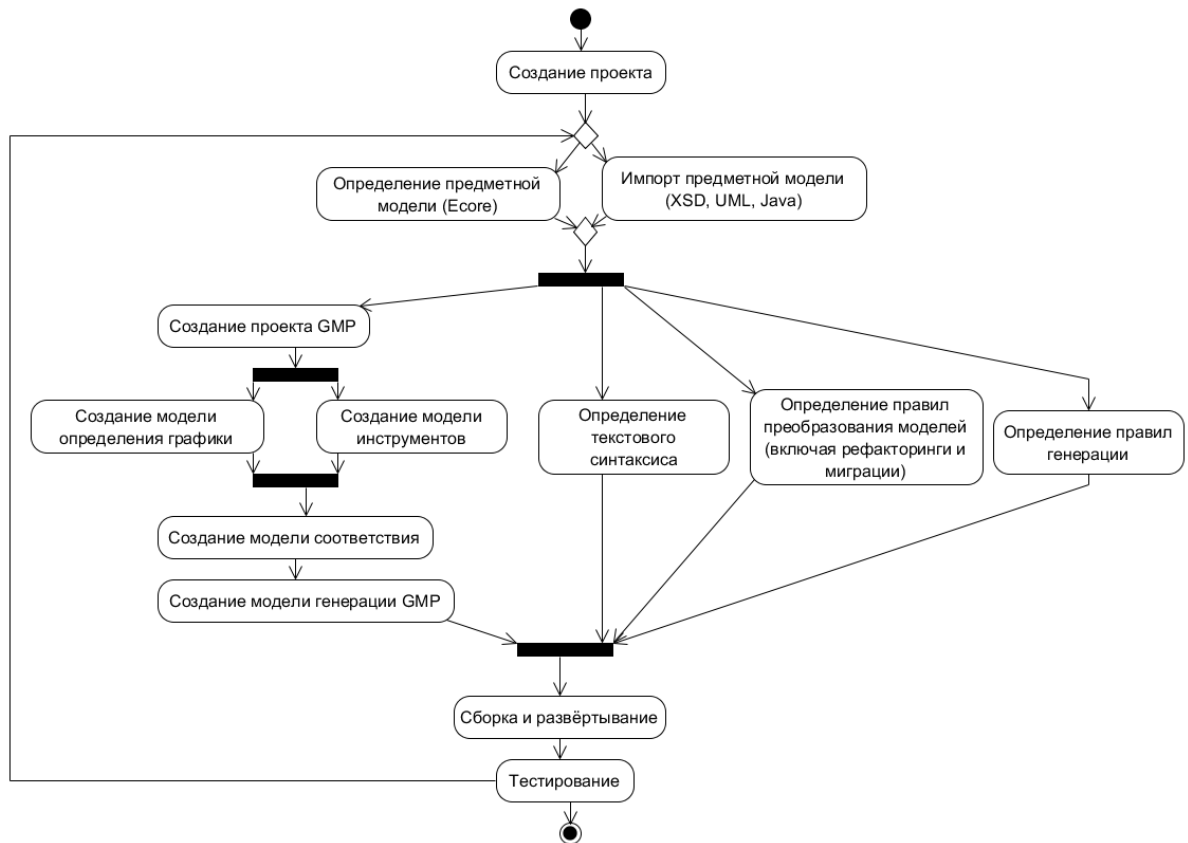 Создание проекта
Определение предметной
модели (Ecore)
Импорт предметной модели
(XSD, UML, Java)
Создание проекта GMP
Создание модели
определения графики
Создание модели
инструментов
Определение
текстового
синтаксиса
Определение правил
преобразования моделей
(включая рефакторинги и
миграции)
Определение правил
генерации
Создание модели соответствия
Создание модели генерации GMP
Сборка и развёртывание
Тестирование